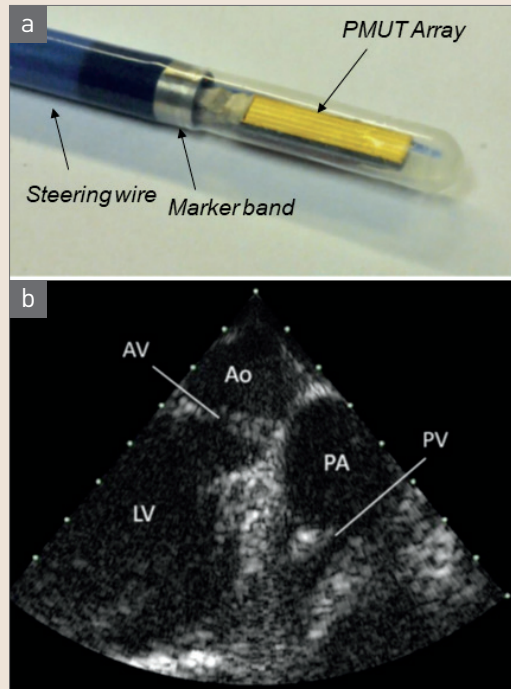 a
PMUT Array
Steering wire
Marker band
b
AV
Ao
PV
PA
LV